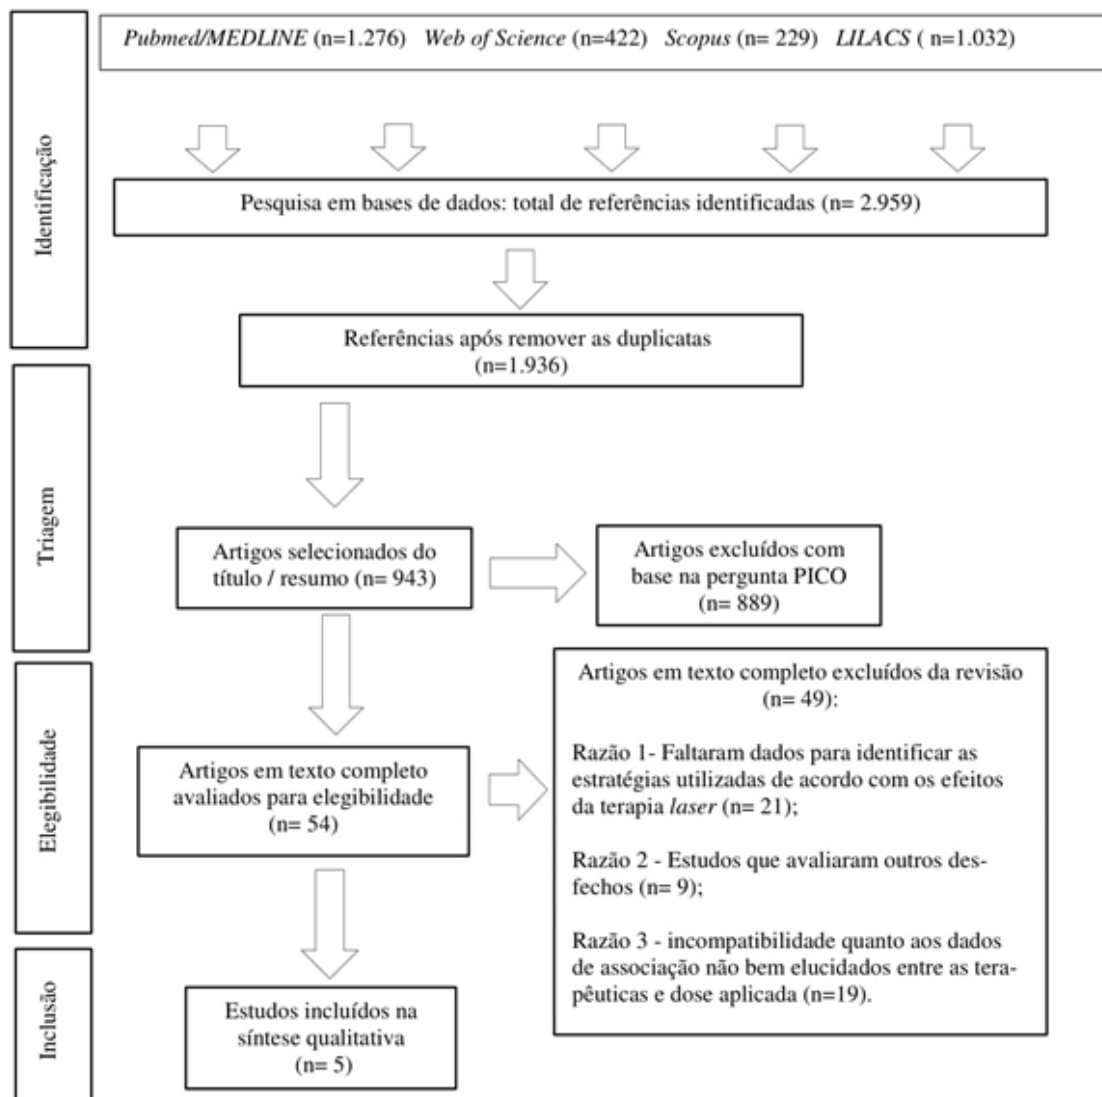 Pubmed/MEDLINE (n=1.276) Web of Science (n=422) Scopus (n= 229) LILACS ( n=1.032)
Identificação
Pesquisa em bases de dados: total de referências identificadas (n= 2.959)
Referências após remover as duplicatas
(n=1.936)
Triagem
Artigos selecionados do
título / resumo (n= 943)
Artigos excluídos com
base na pergunta PICO
(n= 889)
Elegibilidade
Artigos em texto completo
avaliados para elegibilidade
(n= 54)
Artigos em texto completo excluídos da revisão
(n= 49):
Razão 1- Faltaram dados para identificar as
estratégias utilizadas de acordo com os efeitos
da terapia laser (n= 21);
Razão 2 - Estudos que avaliaram outros des-
fechos (n= 9);
Razão 3 - incompatibilidade quanto aos dados
de associação não bem elucidados entre as tera-
pêuticas e dose aplicada (n=19).
Inclusão
Estudos incluídos na
síntese qualitativa
(n= 5)